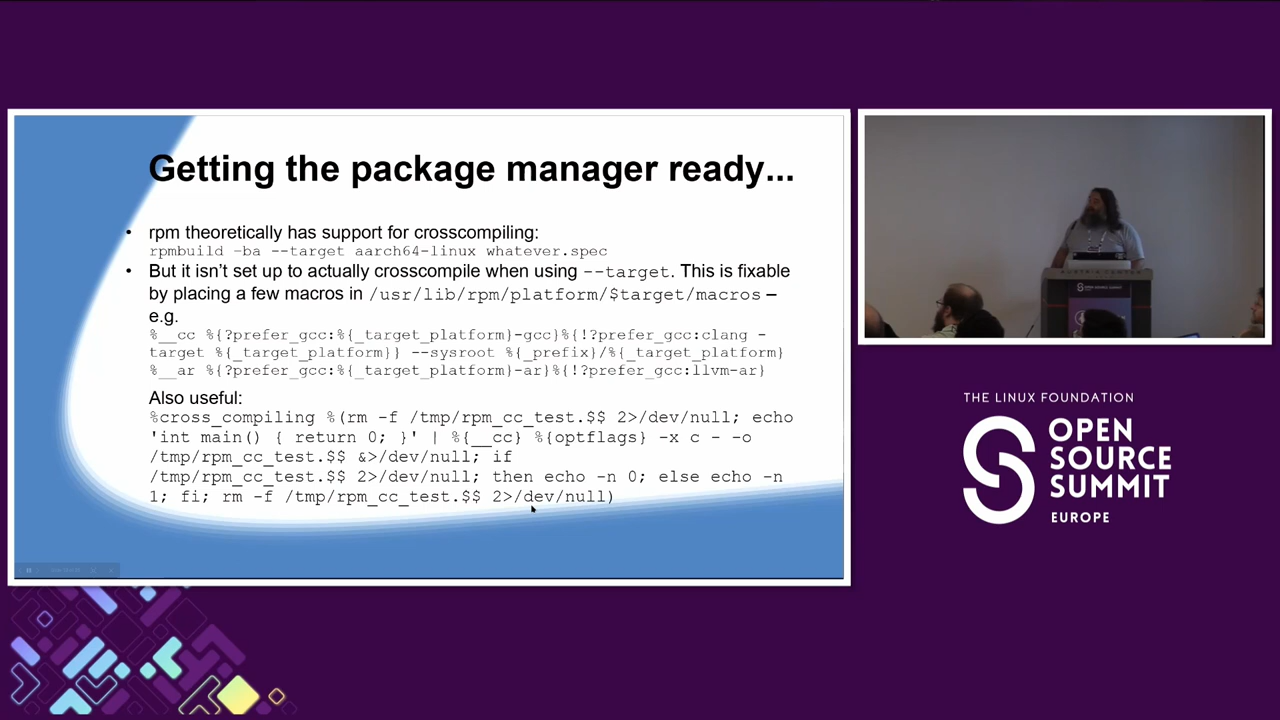 Getting the package manager ready...
• rpm theoretically has support for crosscompiling:
rpmbuild –ba --target aarch64-linux whatever.spec
• But it isn't set up to actually crosscompile when using --target. This is fixable
by placing a few macros in /usr/lib/rpm/platform/$target/macros –
e.g.
%__cc %{?prefer_gcc:%{_target_platform}-gcc}%{!?prefer_gcc:clang -
target %{_target_platform}} --sysroot %{_prefix}/%{_target_platform}
%__ar %{?prefer_gcc:%{_target_platform}-ar}%{!?prefer_gcc:llvm-ar}
Also useful:
%cross_compiling %(rm -f /tmp/rpm_cc_test.$$ 2>/dev/null; echo
'int main() { return 0; }' | %{__cc} %{optflags} -x c - -o
/tmp/rpm_cc_test.$$ &>/dev/null; if
/tmp/rpm_cc_test.$$ 2>/dev/null; then echo -n 0; else echo -n
1; fi; rm -f /tmp/rpm_cc_test.$$ 2>/dev/null)
THE LINUX FOUNDATION
OPEN
SOURCE
SUMMIT
EUROPE